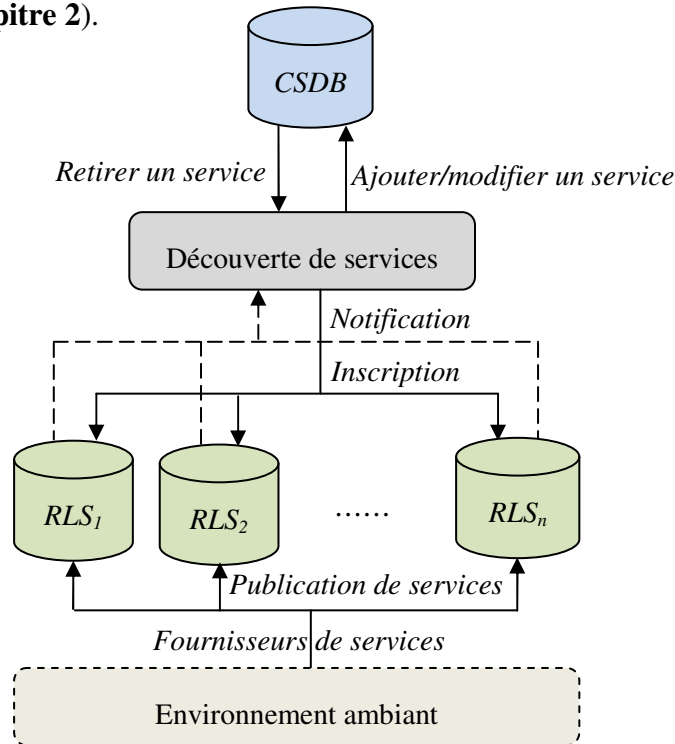 pitre 2).
CSDB
Retirer un service
Ajouter/modifier un service
Découverte de services
Notification
Inscription
RLS1
RLS2
……
RLSn
Publication de services
Fournisseurs de services
Environnement ambiant